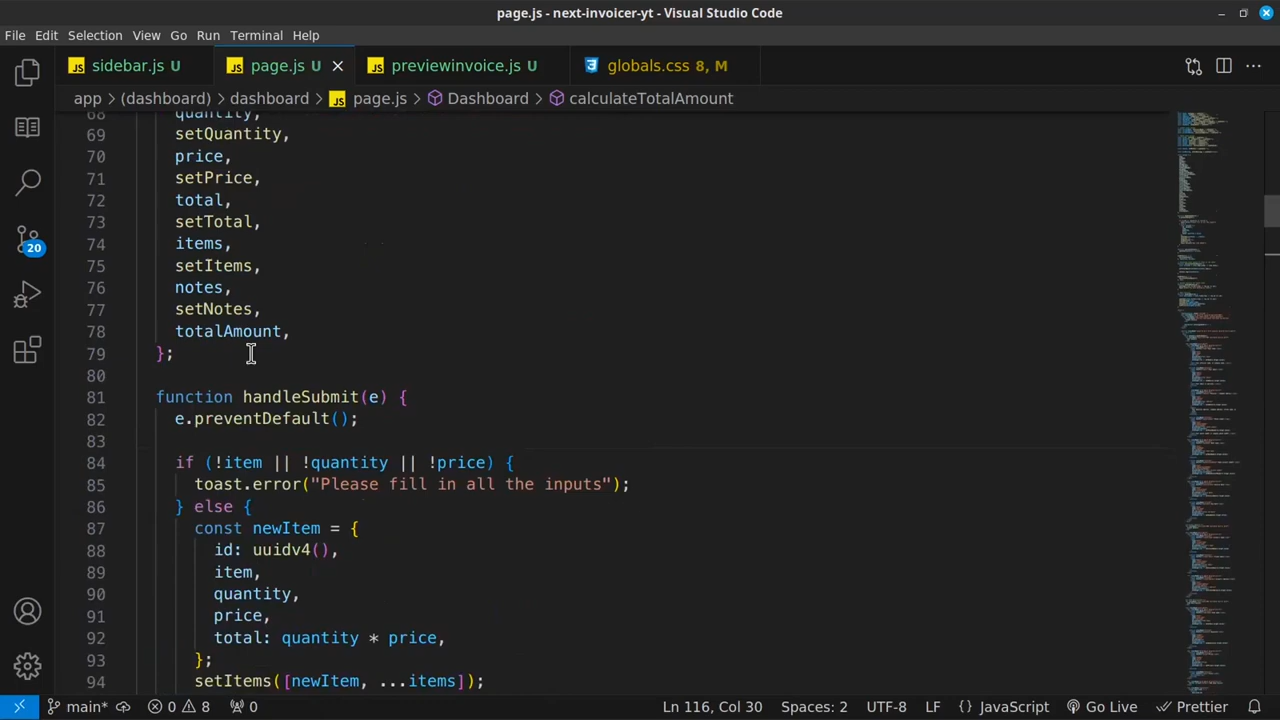 page.js - next-invoicer-yt - Visual Studio Code
File Edit Selection View Go Run Terminal Help
JS sidebar.js U JS page.js U JS previewinvoice.js U globals.css 8, M
app > (dashboard) > dashboard > JS page.js > Dashboard > calculateTotalAmount
68 quantity,
69 setQuantity,
70 price,
71 setPrice,
72 total,
73 setTotal,
74 items,
75 setItems,
76 notes,
77 setNotes,
78 totalAmount,
79 };
80
81 function handleSubmit(e) {
82 e.preventDefault();
83
84 if (!item || !quantity || !price)
85 toast.error("Please fill in all the inputs");
86 } else {
87 const newItem = {
88 id: uuidv4(),
89 item,
90 quantity,
91 price,
92 total: quantity * price,
93 };
94 setItems([newItem, ...items]);
20
main* 0 8 0 Ln 116, Col 30 Spaces: 2 UTF-8 LF {} JavaScript Go Live Prettier